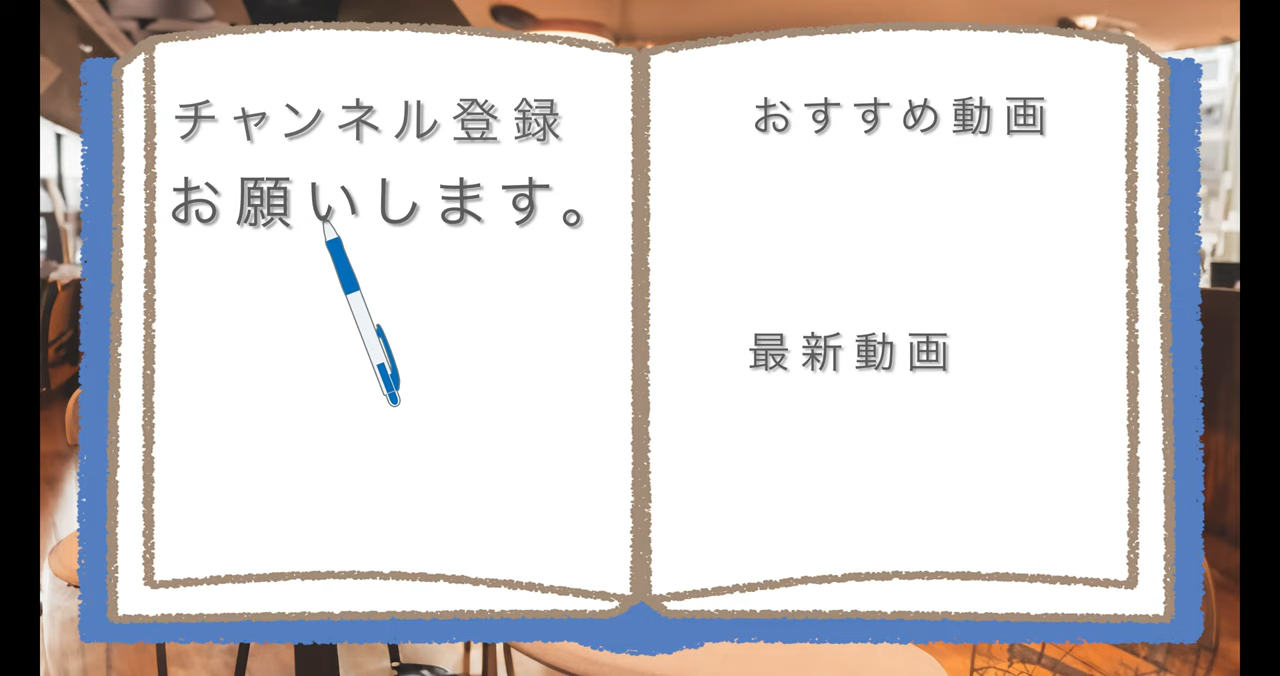 チャンネル登録
お願いします。
おすすめ動画
最新動画